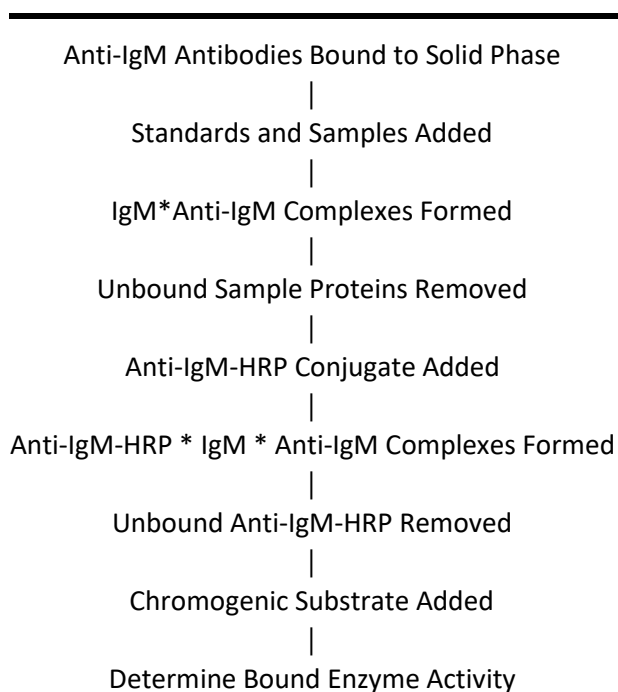 Anti-IgM Antibodies Bound to Solid Phase
|
Standards and Samples Added
|
IgM*Anti-IgM Complexes Formed
|
Unbound Sample Proteins Removed
|
Anti-IgM-HRP Conjugate Added
|
Anti-IgM-HRP * IgM * Anti-IgM Complexes Formed
|
Unbound Anti-IgM-HRP Removed
|
Chromogenic Substrate Added
|
Determine Bound Enzyme Activity